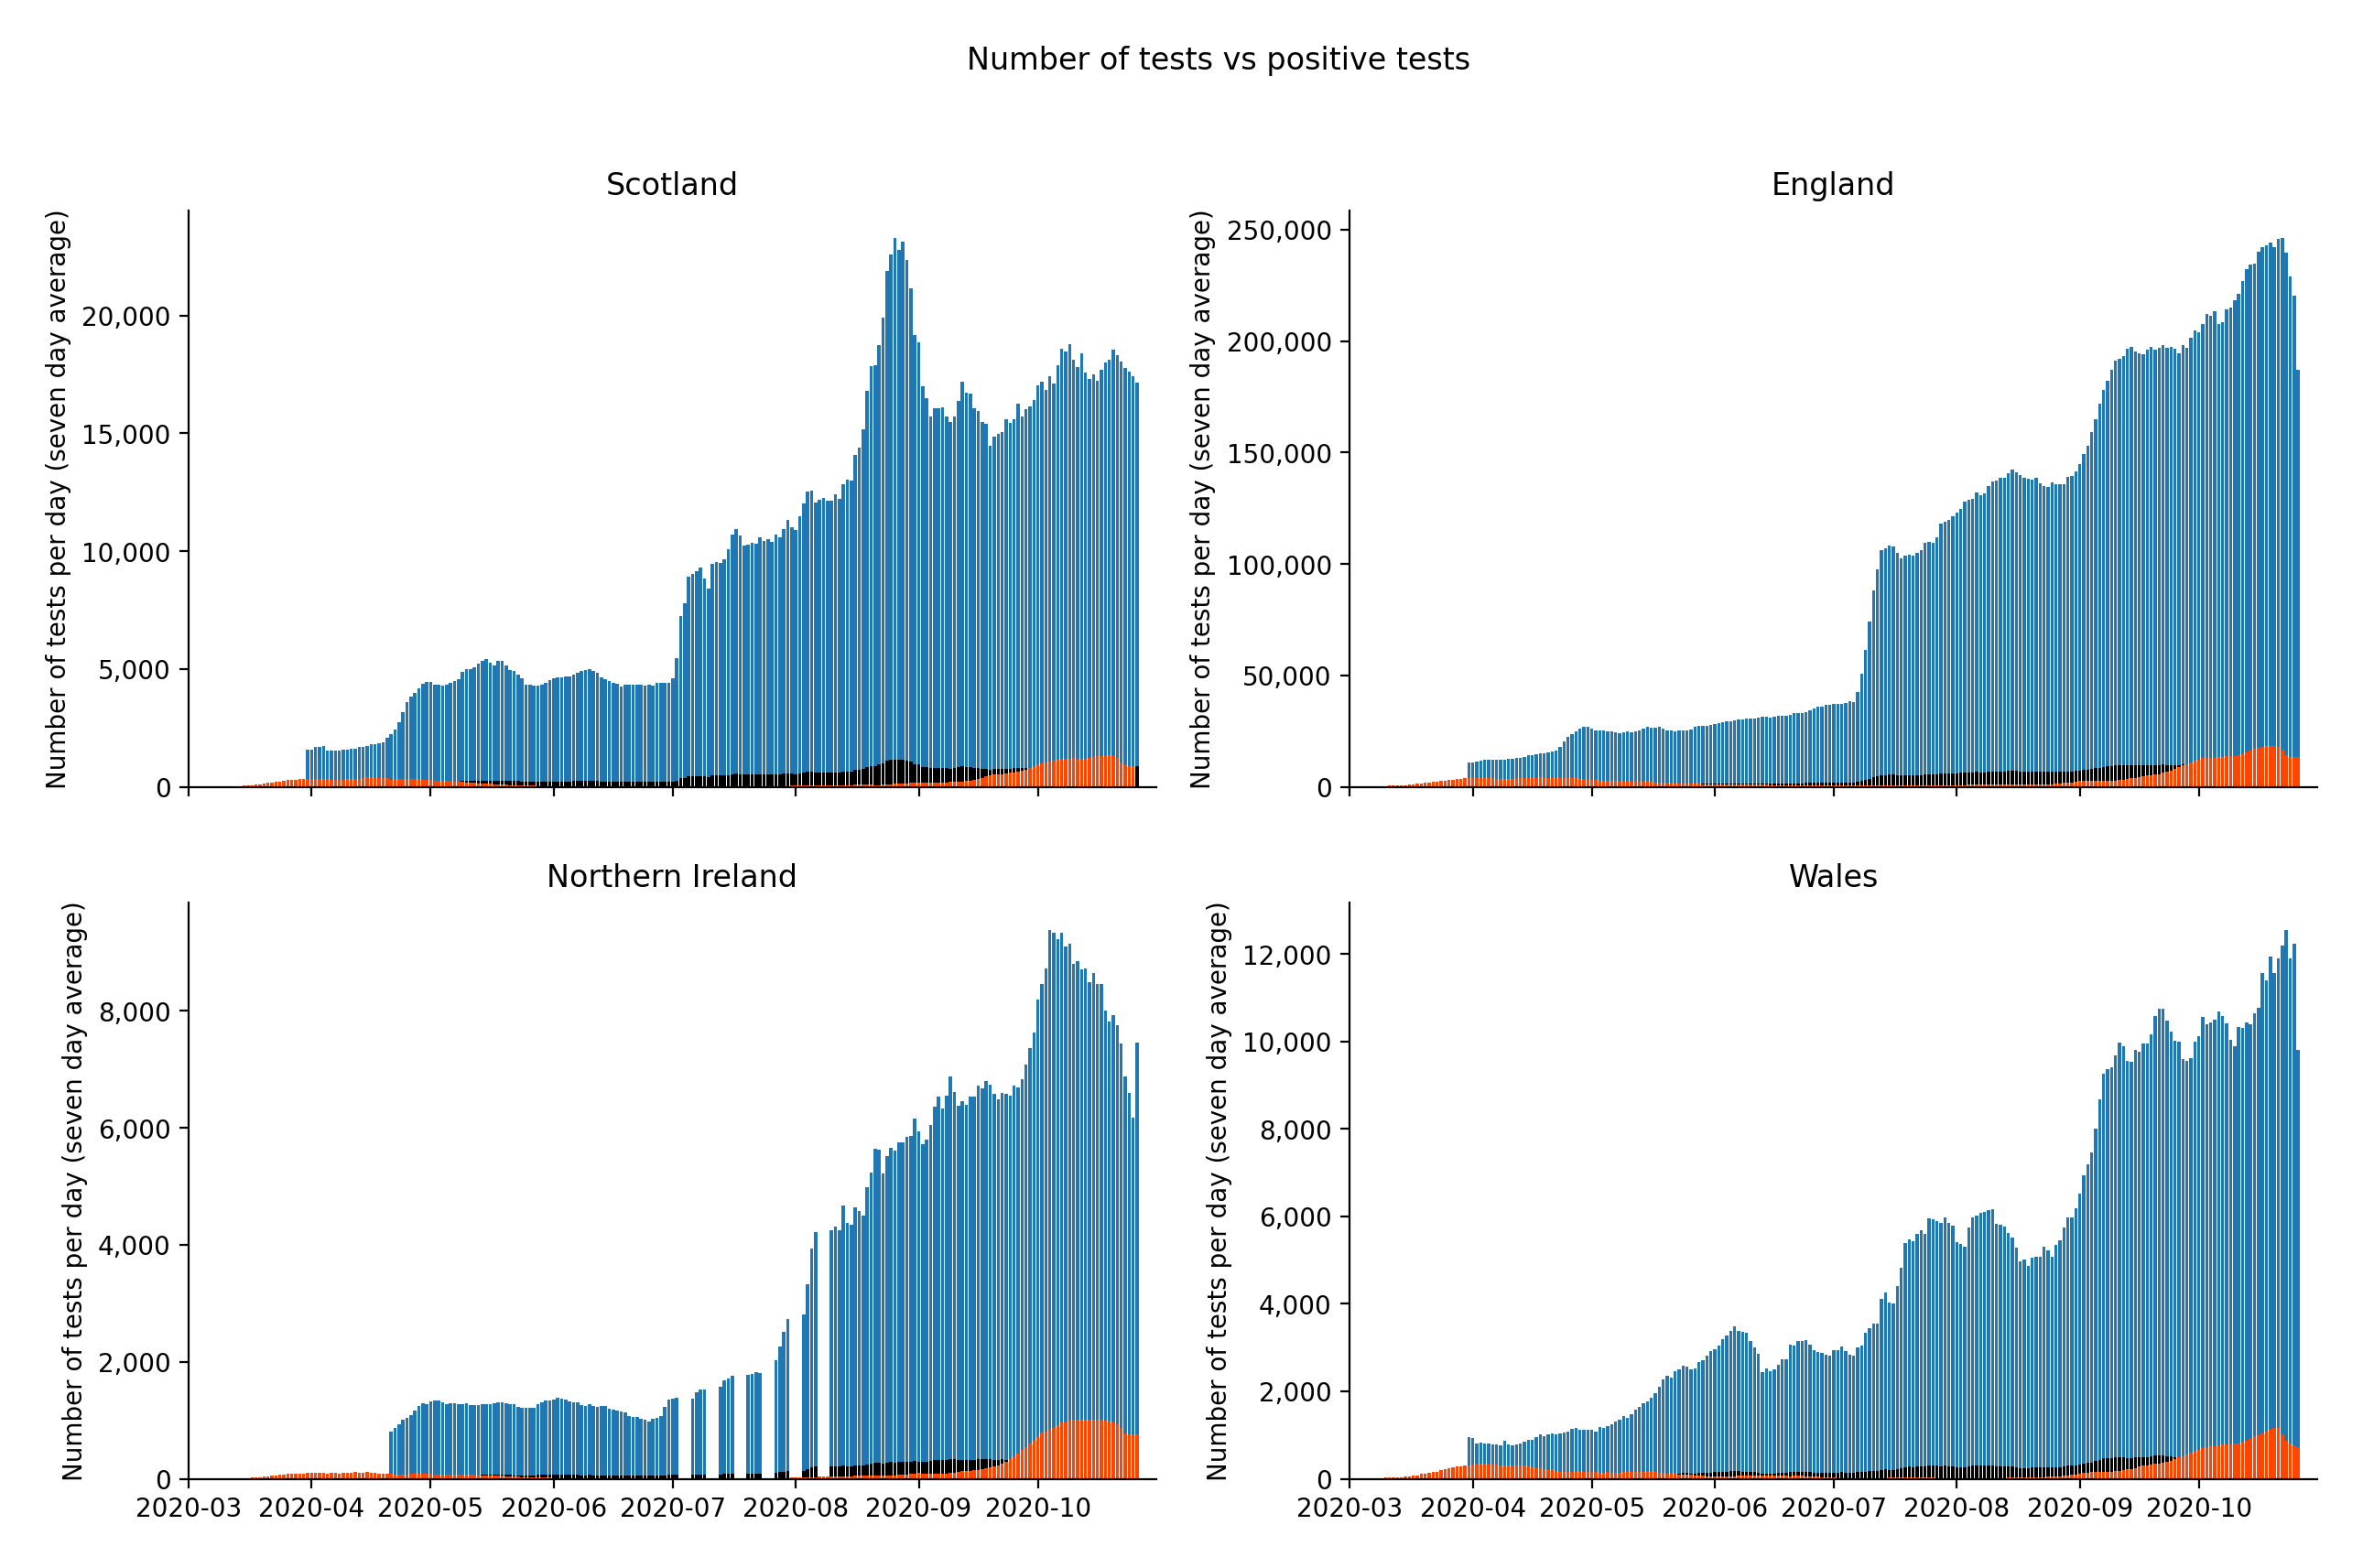 Number of tests vs positive tests
Scotland
England
Number of tests per day (seven day average)
20,000
15,000
10,000
5,000
0
Number of tests per day (seven day average)
250,000
200,000
150,000
100,000
50,000
0
Northern Ireland
Wales
Number of tests per day (seven day average)
8,000
6,000
4,000
2,000
0
2020-03 2020-04 2020-05 2020-06 2020-07 2020-08 2020-09 2020-10
Number of tests per day (seven day average)
12,000
10,000
8,000
6,000
4,000
2,000
0
2020-03 2020-04 2020-05 2020-06 2020-07 2020-08 2020-09 2020-10